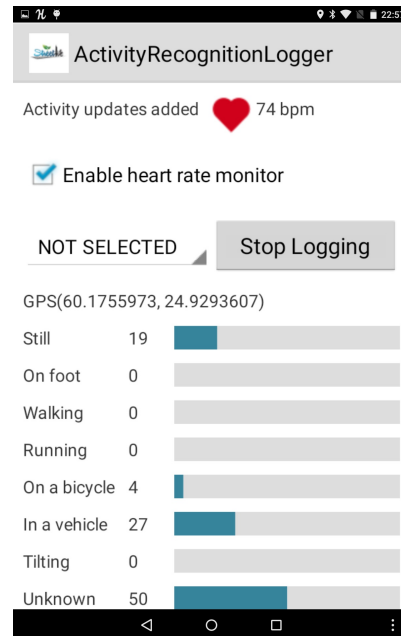 22:57
ActivityRecognitionLogger
Activity updates added 74 bpm
Enable heart rate monitor
NOT SELECTED Stop Logging
GPS(60.1755973, 24.9293607)
Still 19
On foot 0
Walking 0
Running 0
On a bicycle 4
In a vehicle 27
Tilting 0
Unknown 50